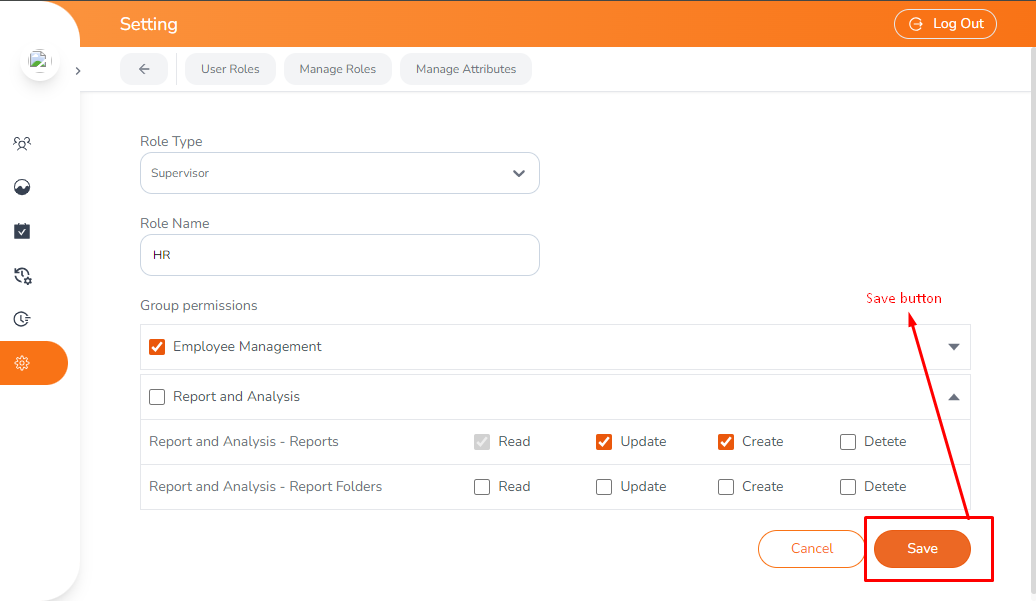 Setting
Log Out
User Roles
Manage Roles
Manage Attributes
Role Type
Supervisor
Role Name
HR
Save button
Group permissions
Employee Management
Report and Analysis
Report and Analysis - Reports Read Update Create Detete
Report and Analysis - Report Folders Read Update Create Detete
Cancel
Save